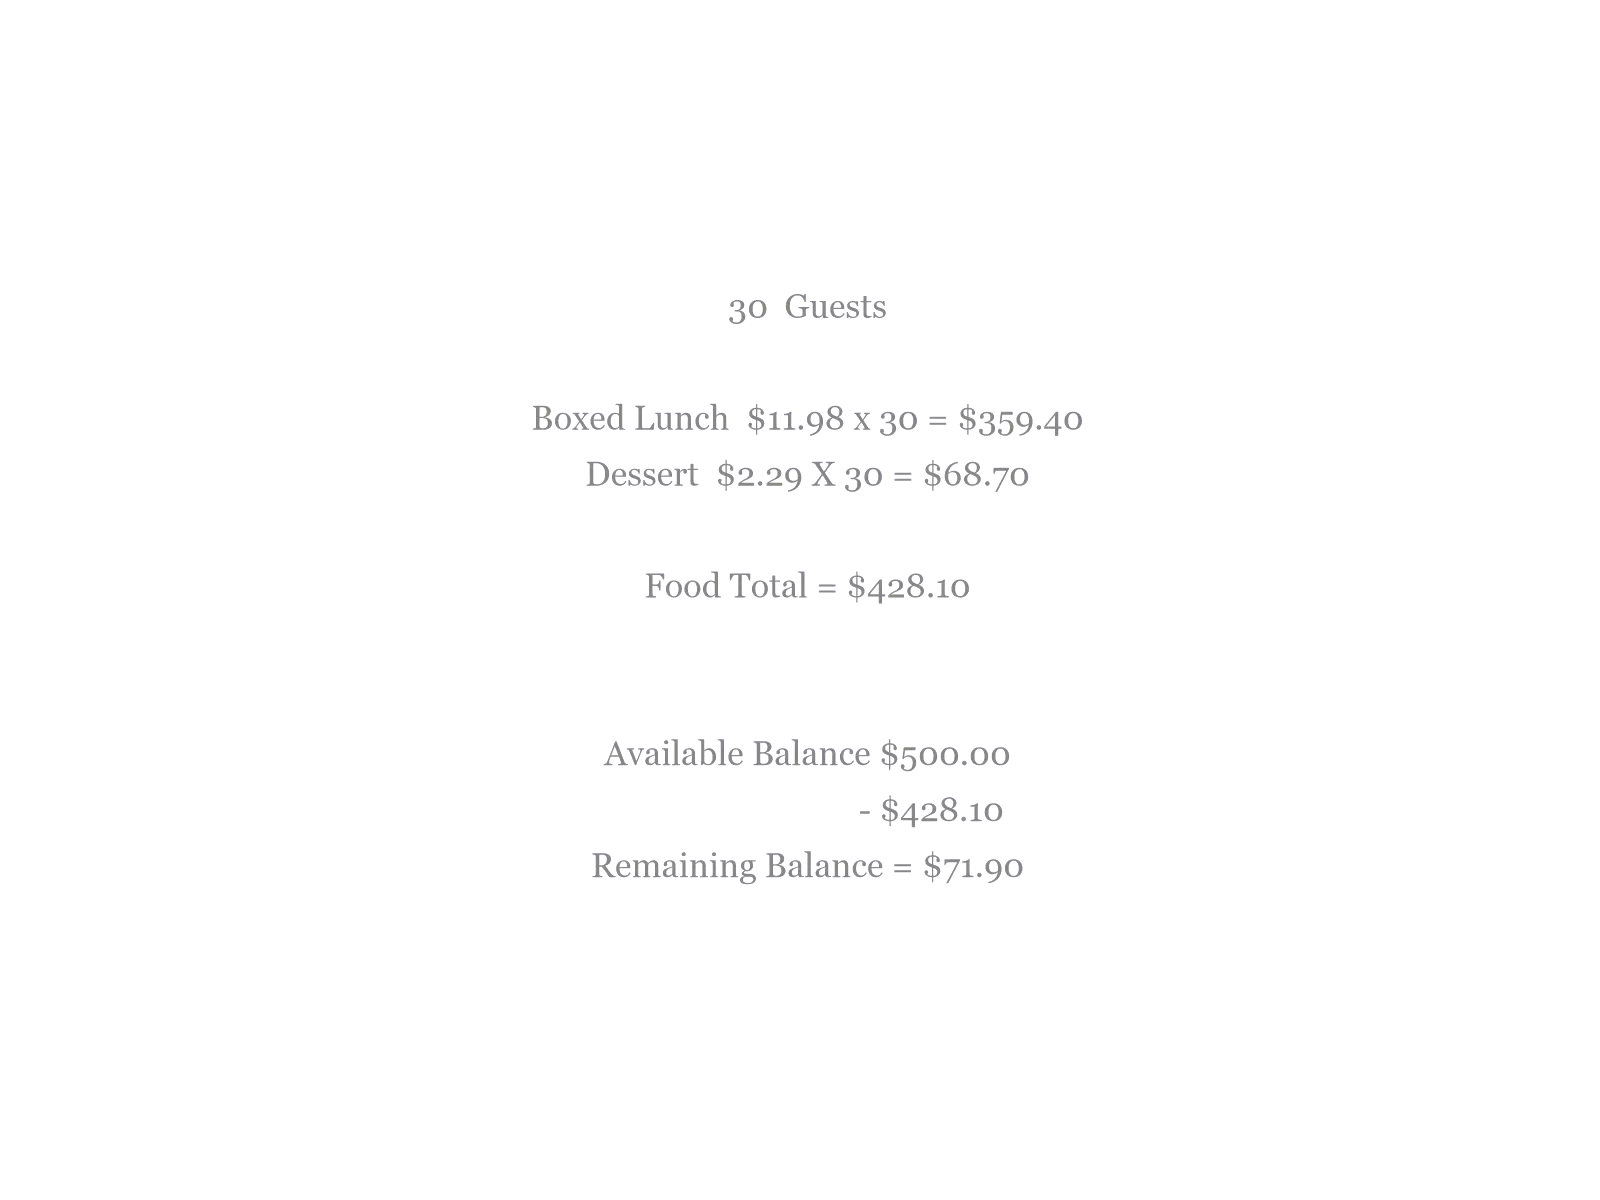 30  Guests
Boxed Lunch  $11.98 x 30 = $359.40
Dessert  $2.29 X 30 = $68.70
Food Total = $428.10
Available Balance $500.00
- $428.10
Remaining Balance = $71.90